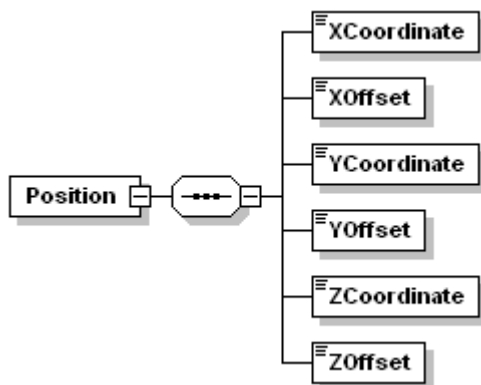 XCoordinate
XOffset
YCoordinate
Position
YOffset
ZCoordinate
ZOffset